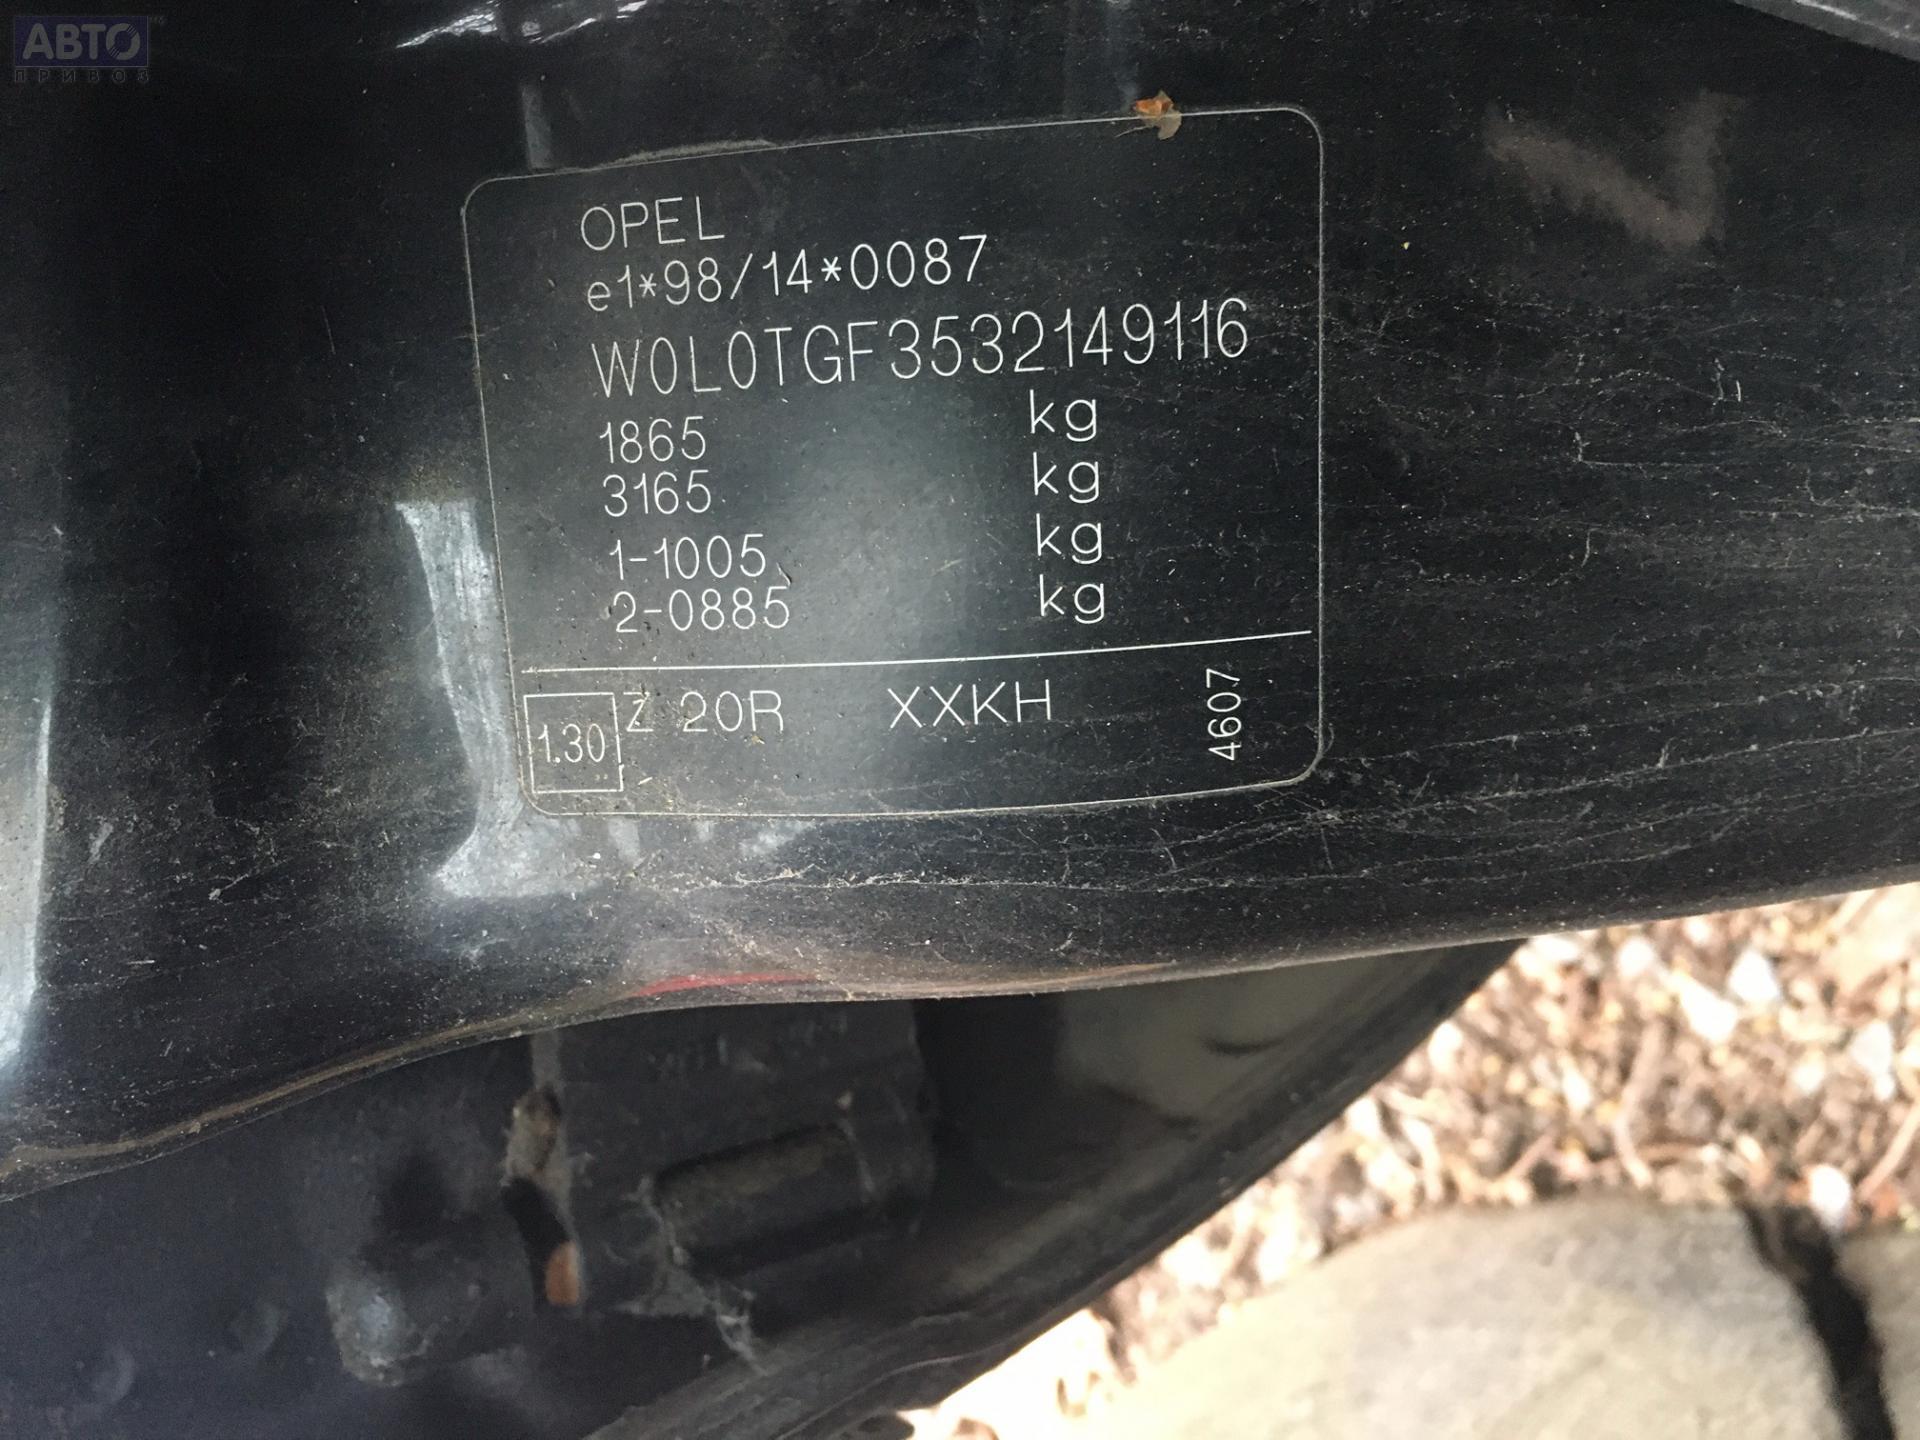 АВТО
ПРИВОЗ
OPEL
e1*98/14*0087
W0L0TGF3532149116
1865 kg
3165 kg
1-1005 kg
2-0885 kg
1.30 Z 20R XXKH 4607